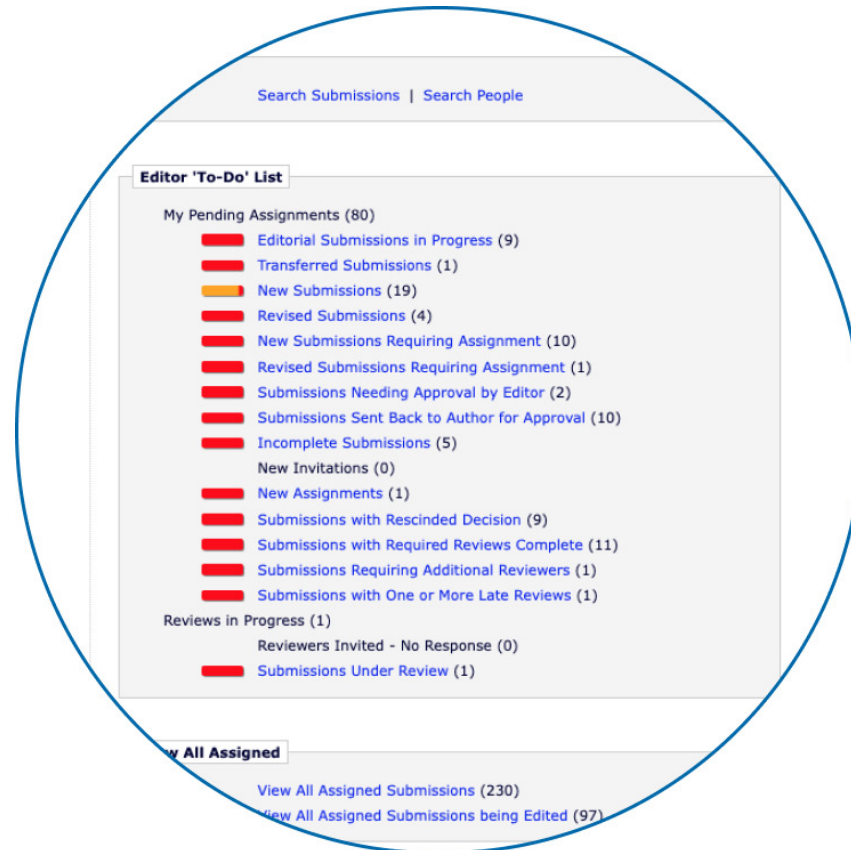 Search Submissions | Search People
Editor 'To-Do' List
My Pending Assignments (80)
Editorial Submissions in Progress (9)
Transferred Submissions (1)
New Submissions (19)
Revised Submissions (4)
New Submissions Requiring Assignment (10)
Revised Submissions Requiring Assignment (1)
Submissions Needing Approval by Editor (2)
Submissions Sent Back to Author for Approval (10)
Incomplete Submissions (5)
New Invitations (0)
New Assignments (1)
Submissions with Rescinded Decision (9)
Submissions with Required Reviews Complete (11)
Submissions Requiring Additional Reviewers (1)
Submissions with One or More Late Reviews (1)
Reviews in Progress (1)
Reviewers Invited - No Response (0)
Submissions Under Review (1)
w All Assigned
View All Assigned Submissions (230)
View All Assigned Submissions being Edited (97)